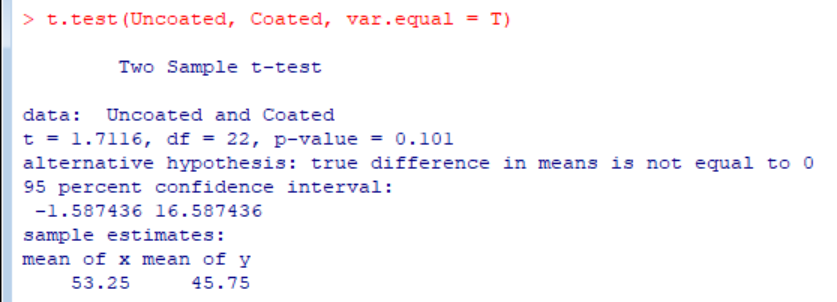 > t.test(Uncoated, Coated, var.equal = T)
Two Sample t-test
data:  Uncoated and Coated
t = 1.7116, df = 22, p-value = 0.101
alternative hypothesis: true difference in means is not equal to 0
95 percent confidence interval:
-1.587436 16.587436
sample estimates:
mean of x mean of y
53.25     45.75